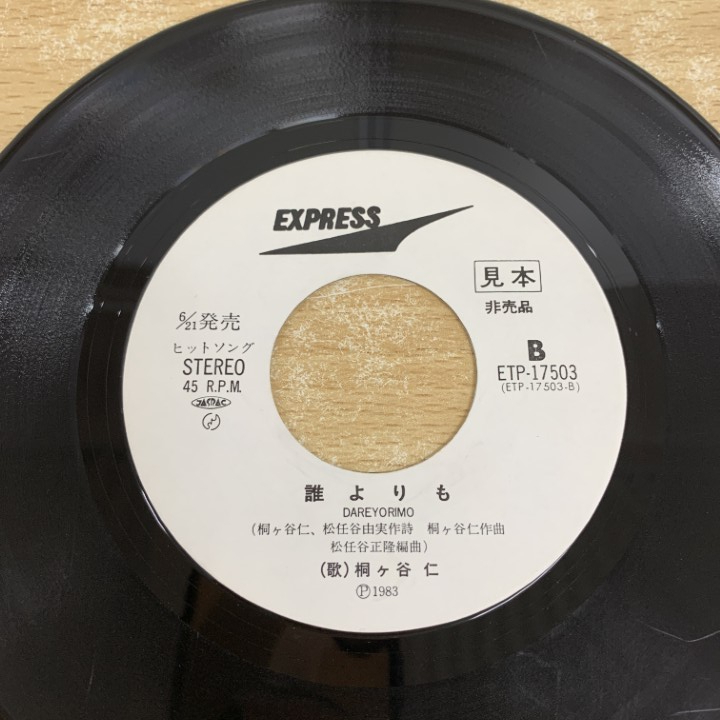 EXPRESS
見本
非売品
6/21発売
ヒットソング
STEREO
45 R.P.M.
JASRAC
B
ETP-17503
(ETP-17503-B)
誰よりも
DAREYORIMO
(桐ヶ谷仁、松任谷由実作詩 桐ヶ谷仁作曲
松任谷正隆編曲)
(歌)桐ヶ谷 仁
Ⓟ1983